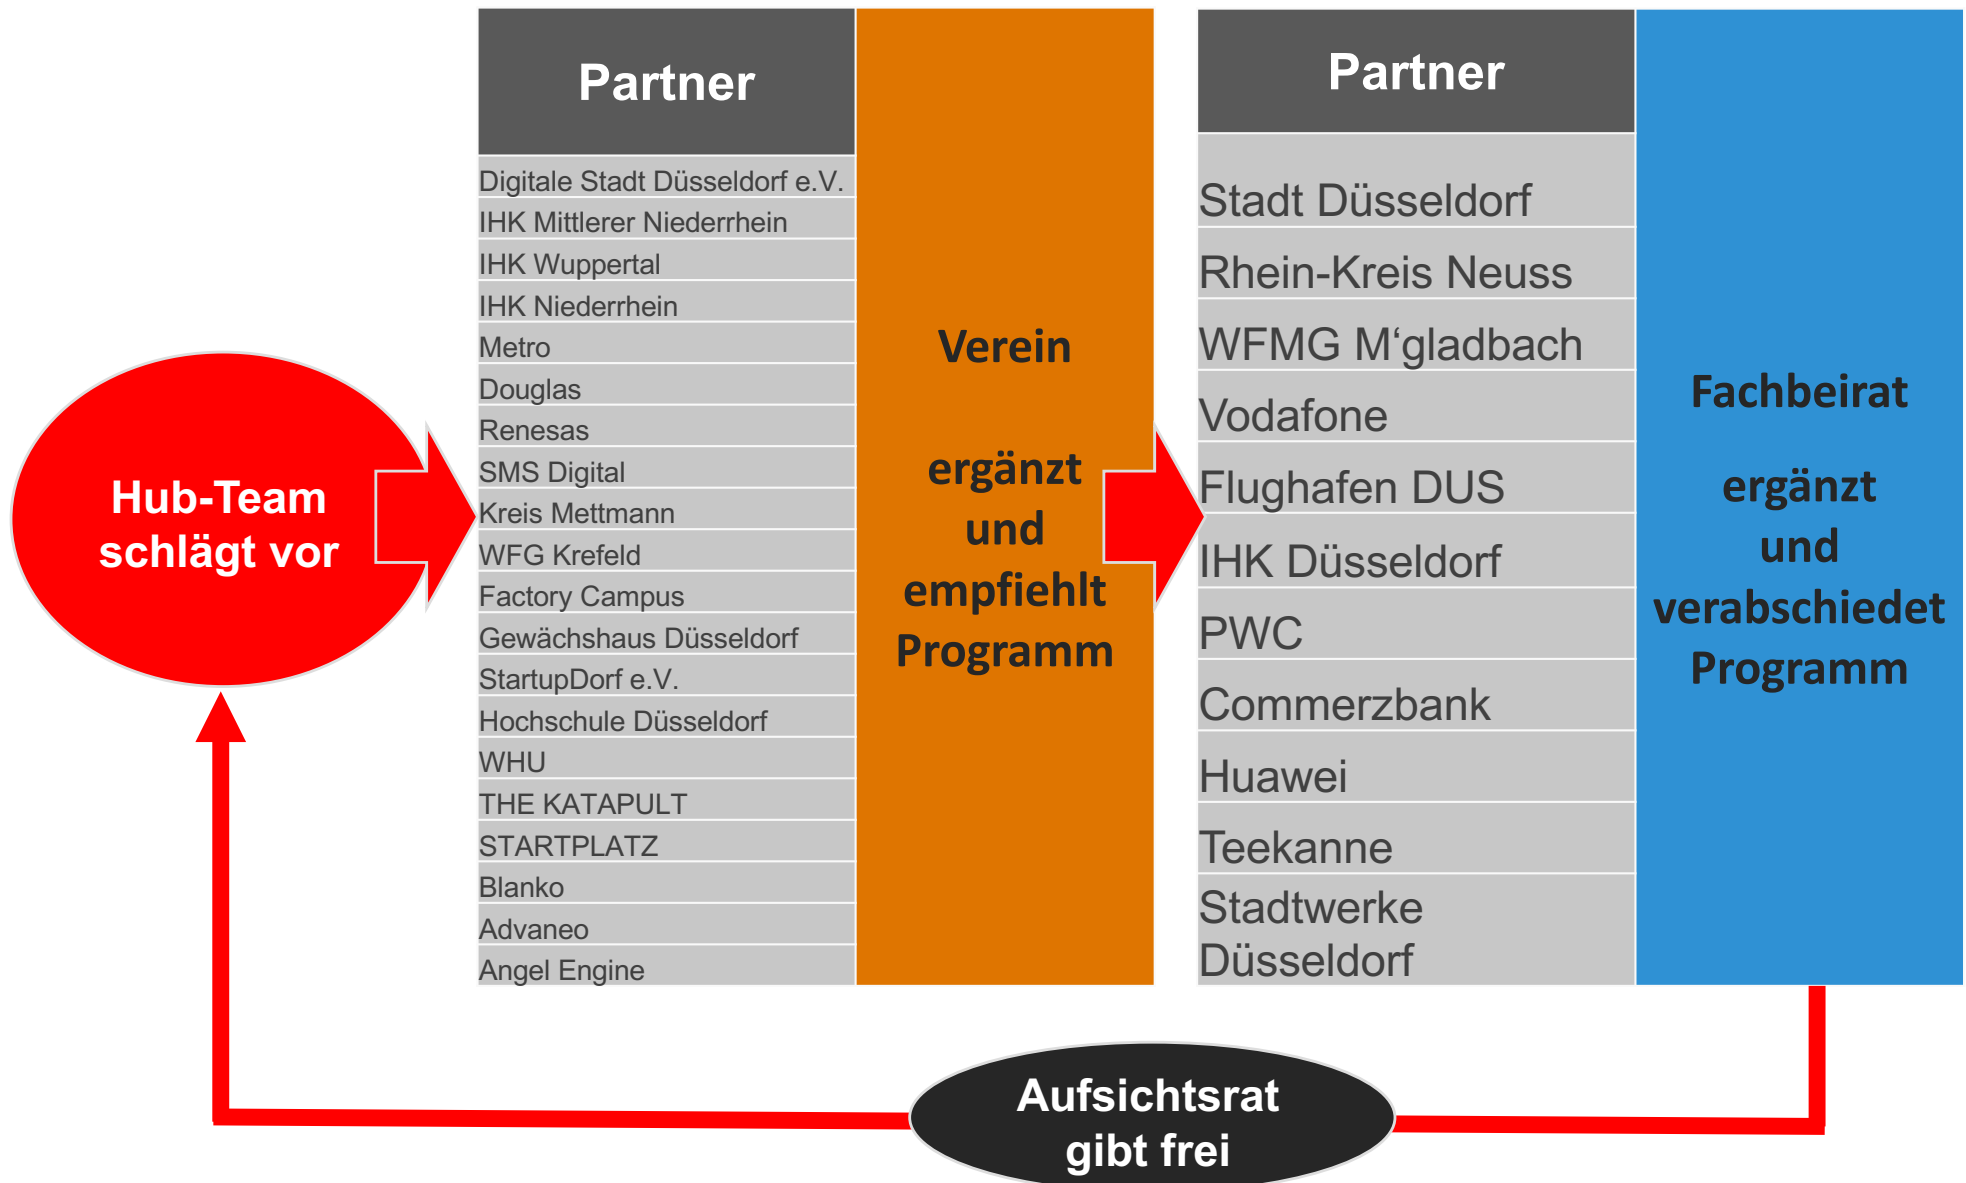 Hub-Team
schlägt vor
Partner
Digitale Stadt Düsseldorf e.V.
IHK Mittlerer Niederrhein
IHK Wuppertal
IHK Niederrhein
Metro
Douglas
Renesas
SMS Digital
Kreis Mettmann
WFG Krefeld
Factory Campus
Gewächshaus Düsseldorf
StartupDorf e.V.
Hochschule Düsseldorf
WHU
THE KATAPULT
STARTPLATZ
Blanko
Advaneo
Angel Engine
Verein
ergänzt
und
empfiehlt
Programm
Partner
Stadt Düsseldorf
Rhein-Kreis Neuss
WFMG M‘gladbach
Vodafone
Flughafen DUS
IHK Düsseldorf
PWC
Commerzbank
Huawei
Teekanne
Stadtwerke
Düsseldorf
Fachbeirat
ergänzt
und
verabschiedet
Programm
Aufsichtsrat
gibt frei